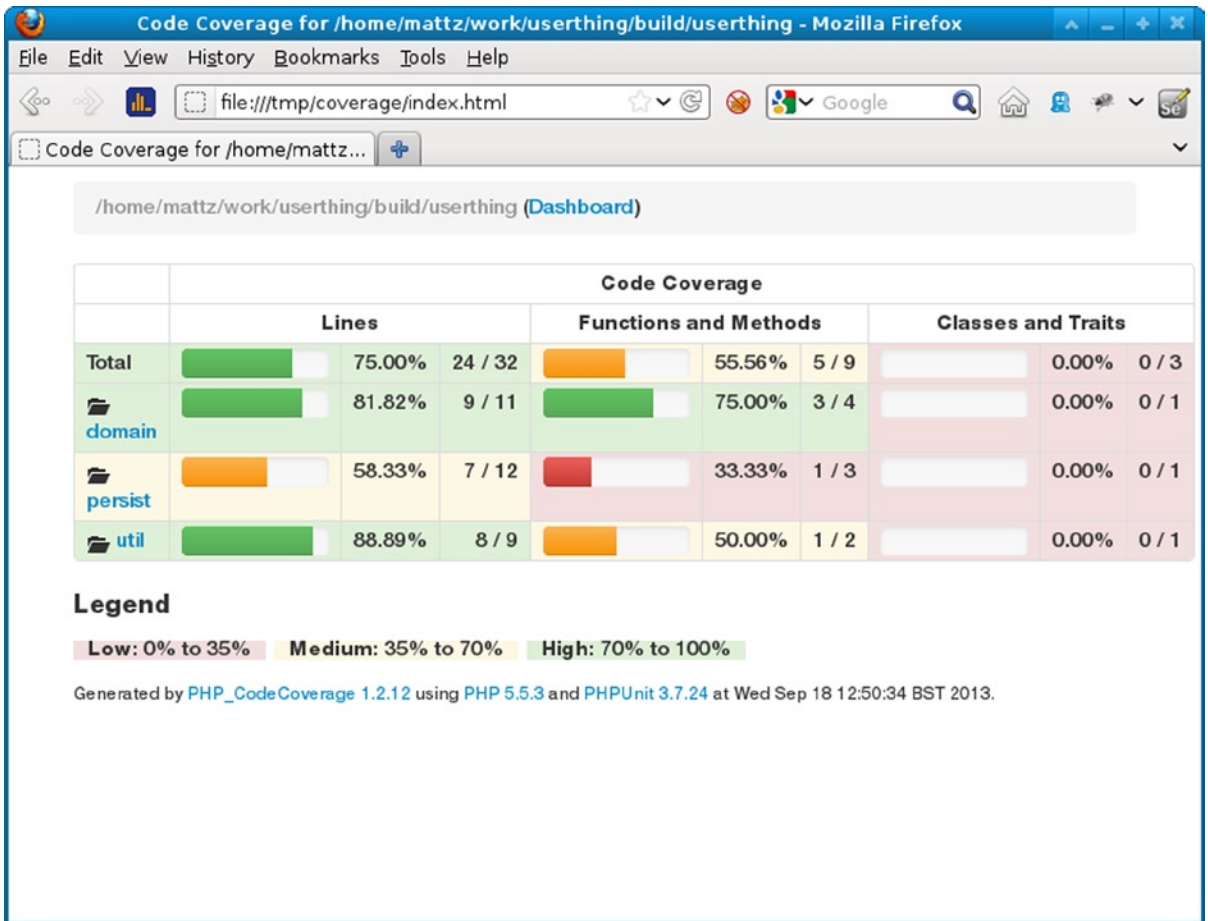 Code Coverage for /home/mattz/work/userthing/build/userthing - Mozilla Firefox
File Edit View History Bookmarks Tools Help
file:///tmp/coverage/index.html Google Se
Code Coverage for /home/mattz...
/home/mattz/work/userthing/build/userthing (Dashboard)
Code Coverage
Lines Functions and Methods Classes and Traits
Total 75.00% 24 / 32 55.56% 5 / 9 0.00% 0 / 3
domain 81.82% 9 / 11 75.00% 3 / 4 0.00% 0 / 1
persist 58.33% 7 / 12 33.33% 1 / 3 0.00% 0 / 1
util 88.89% 8 / 9 50.00% 1 / 2 0.00% 0 / 1
Legend
Low: 0% to 35% Medium: 35% to 70% High: 70% to 100%
Generated by PHP_CodeCoverage 1.2.12 using PHP 5.5.3 and PHPUnit 3.7.24 at Wed Sep 18 12:50:34 BST 2013.